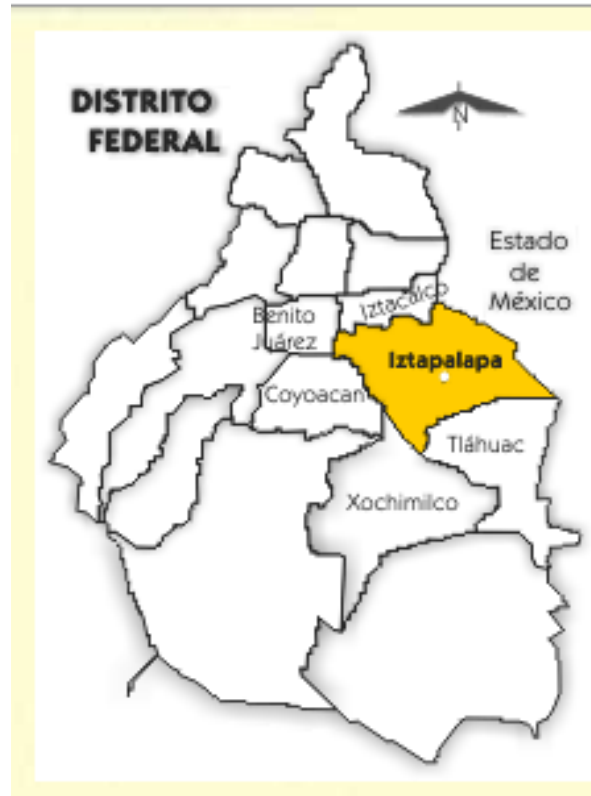 DISTRITO
FEDERAL
N
Estado
de
México
Iztacalco
Benito
Juárez
Iztapalapa
Coyoacan
Tláhuac
Xochimilco